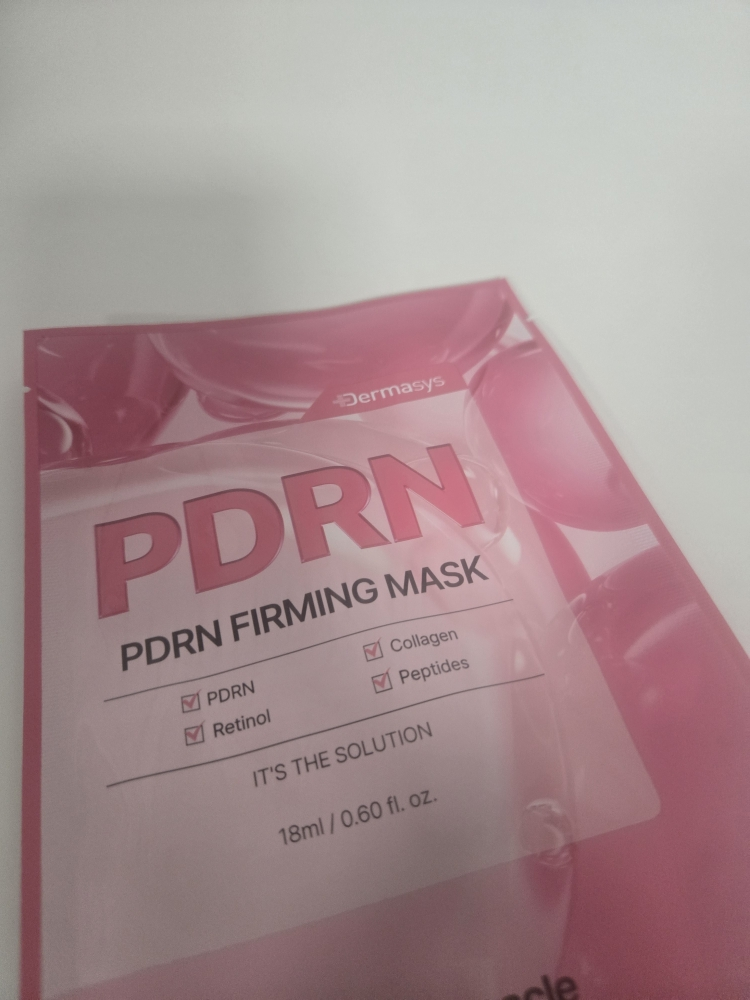 Dermasys
PDRN
PDRN FIRMING MASK
PDRN
Collagen
Retinol
Peptides
IT'S THE SOLUTION
18ml / 0.60 fl. oz.